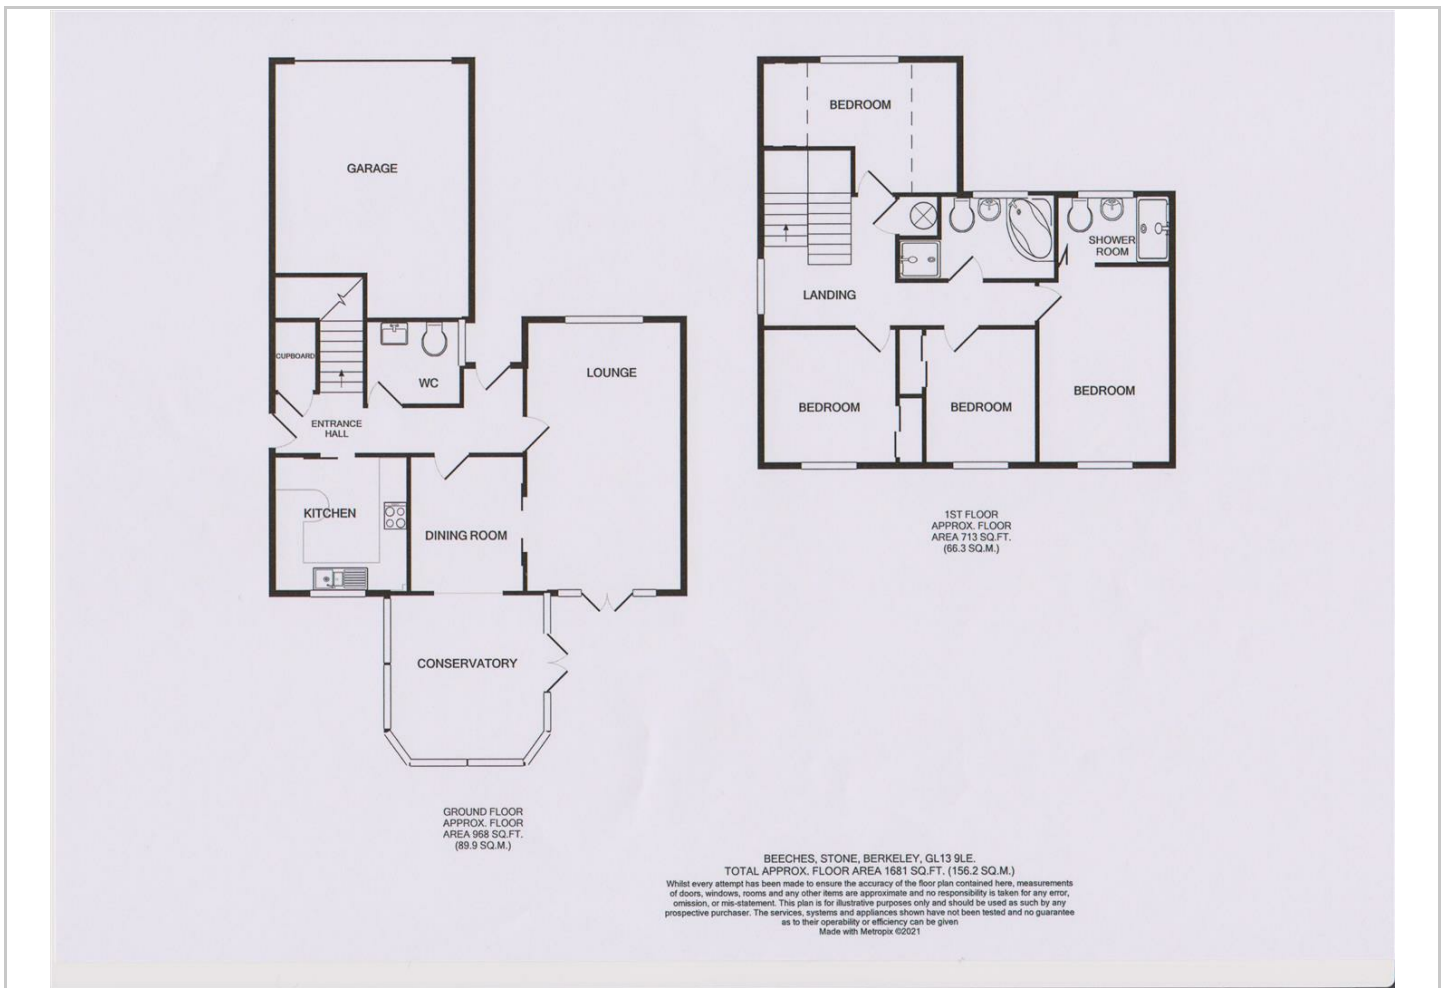 GARAGE
CUPBOARD
WC
LOUNGE
ENTRANCE
HALL
KITCHEN
DINING ROOM
CONSERVATORY
GROUND FLOOR
APPROX. FLOOR
AREA 968 SQ.FT.
(89.9 SQ.M.)
BEDROOM
SHOWER
ROOM
LANDING
BEDROOM
BEDROOM
BEDROOM
1ST FLOOR
APPROX. FLOOR
AREA 713 SQ.FT.
(66.3 SQ.M.)
BEECHES, STONE, BERKELEY, GL13 9LE.
TOTAL APPROX. FLOOR AREA 1681 SQ.FT. (156.2 SQ.M.)
Whilst every attempt has been made to ensure the accuracy of the floor plan contained here, measurements
of doors, windows, rooms and any other items are approximate and no responsibility is taken for any error,
omission, or mis-statement. This plan is for illustrative purposes only and should be used as such by any
prospective purchaser. The services, systems and appliances shown have not been tested and no guarantee
as to their operability or efficiency can be given
Made with Metropix ©2021